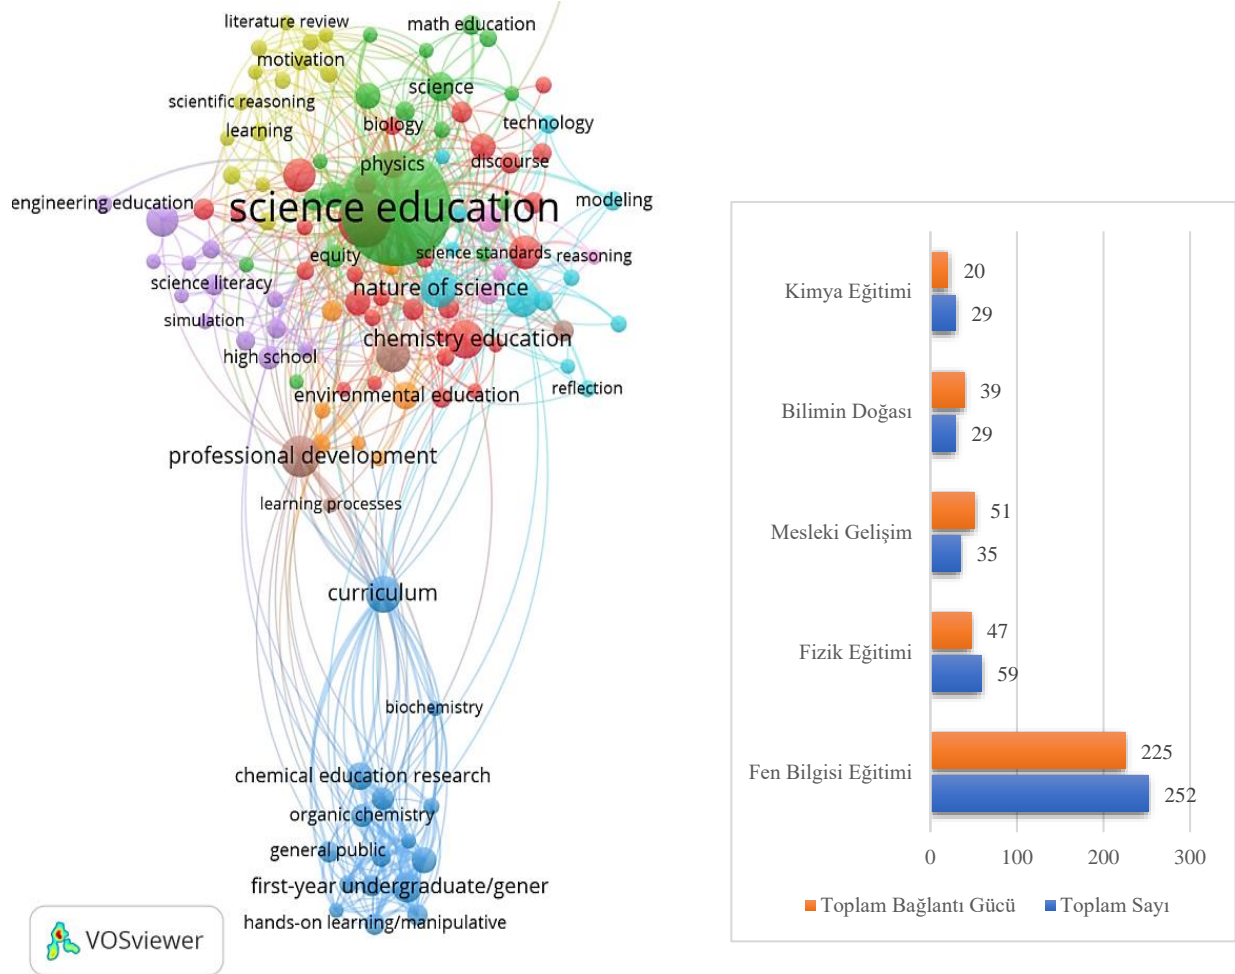 literature review
math education
motivation
science
scientific reasoning
technology
biology
learning
physics
discourse
engineering education
science education
modeling
equity
science standards
reasoning
science literacy
nature of science
simulation
chemistry education
high school
reflection
environmental education
professional development
learning processes
curriculum
biochemistry
chemical education research
organic chemistry
general public
first-year undergraduate/gener
hands-on learning/manipulative
VOSviewer
Kimya Eğitimi
20
29
Bilimin Doğası
39
29
Mesleki Gelişim
51
35
Fizik Eğitimi
47
59
Fen Bilgisi Eğitimi
225
252
0 100 200 300
Toplam Bağlantı Gücü Toplam Sayı